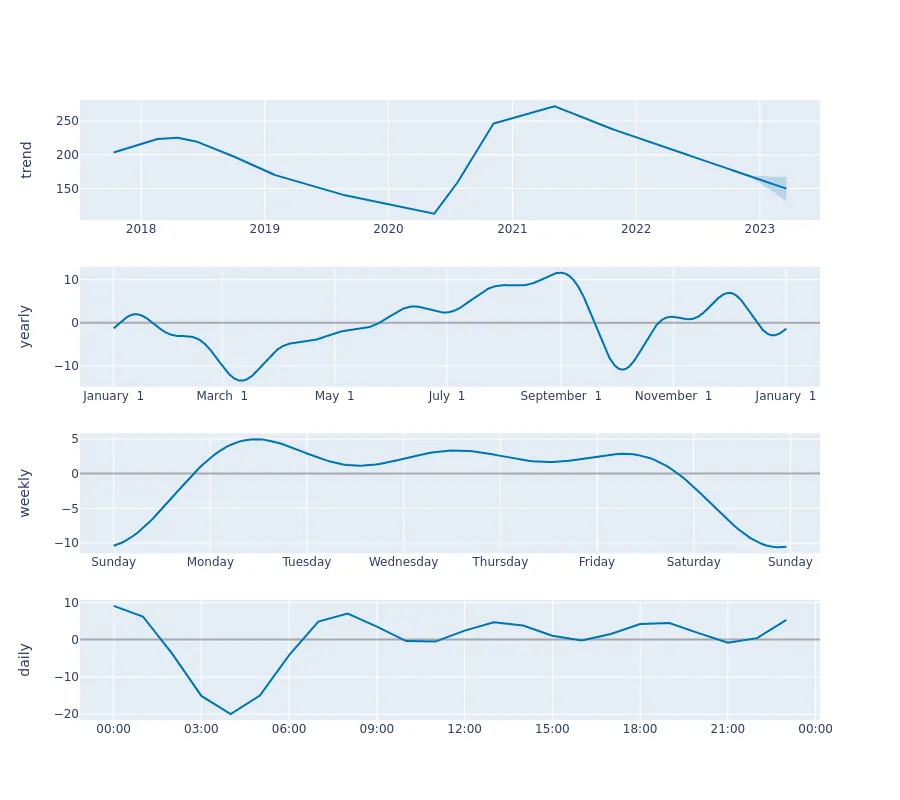 trend
250
200
150
2018 2019 2020 2021 2022 2023
yearly
10
0
−10
January 1 March 1 May 1 July 1 September 1 November 1 January 1
weekly
5
0
−5
−10
Sunday Monday Tuesday Wednesday Thursday Friday Saturday Sunday
daily
10
0
−10
−20
00:00 03:00 06:00 09:00 12:00 15:00 18:00 21:00 00:00